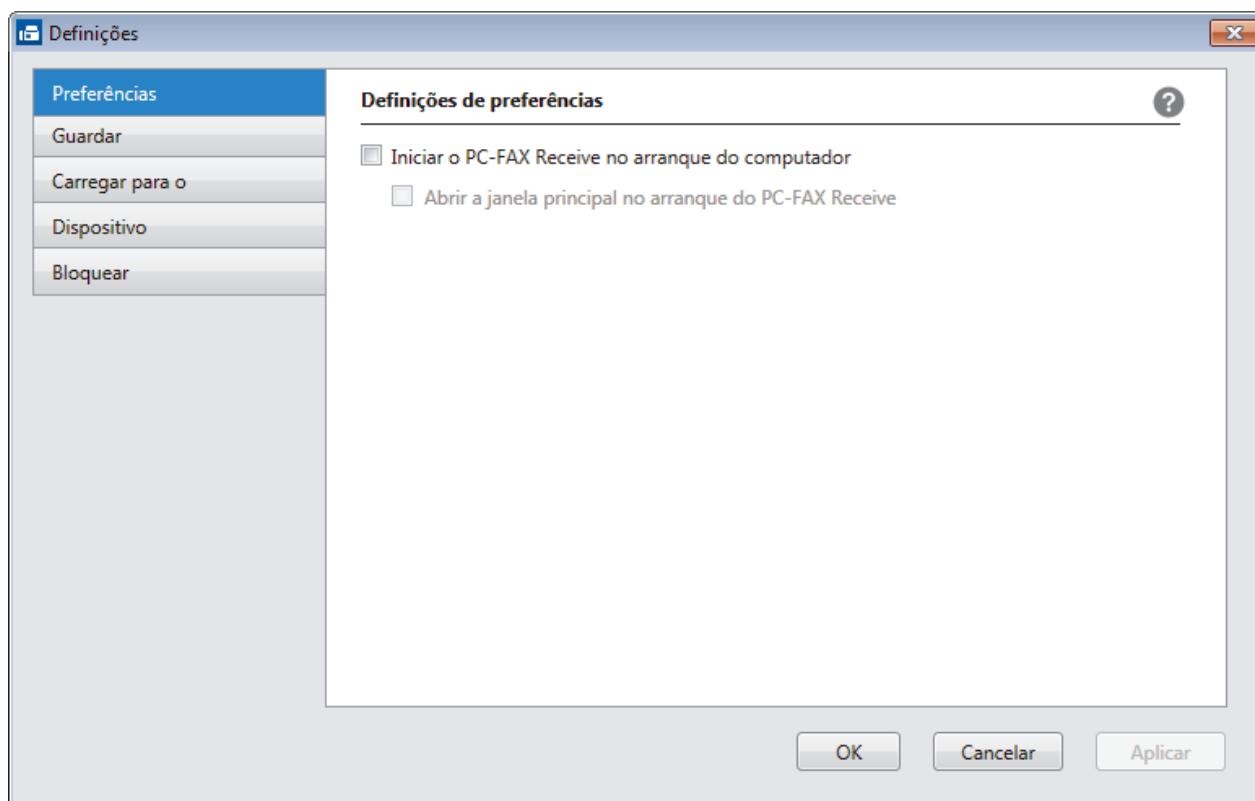 Definições
Preferências
Guardar
Carregar para o
Dispositivo
Bloquear
Definições de preferências
?
Iniciar o PC-FAX Receive no arranque do computador
Abrir a janela principal no arranque do PC-FAX Receive
OK
Cancelar
Aplicar